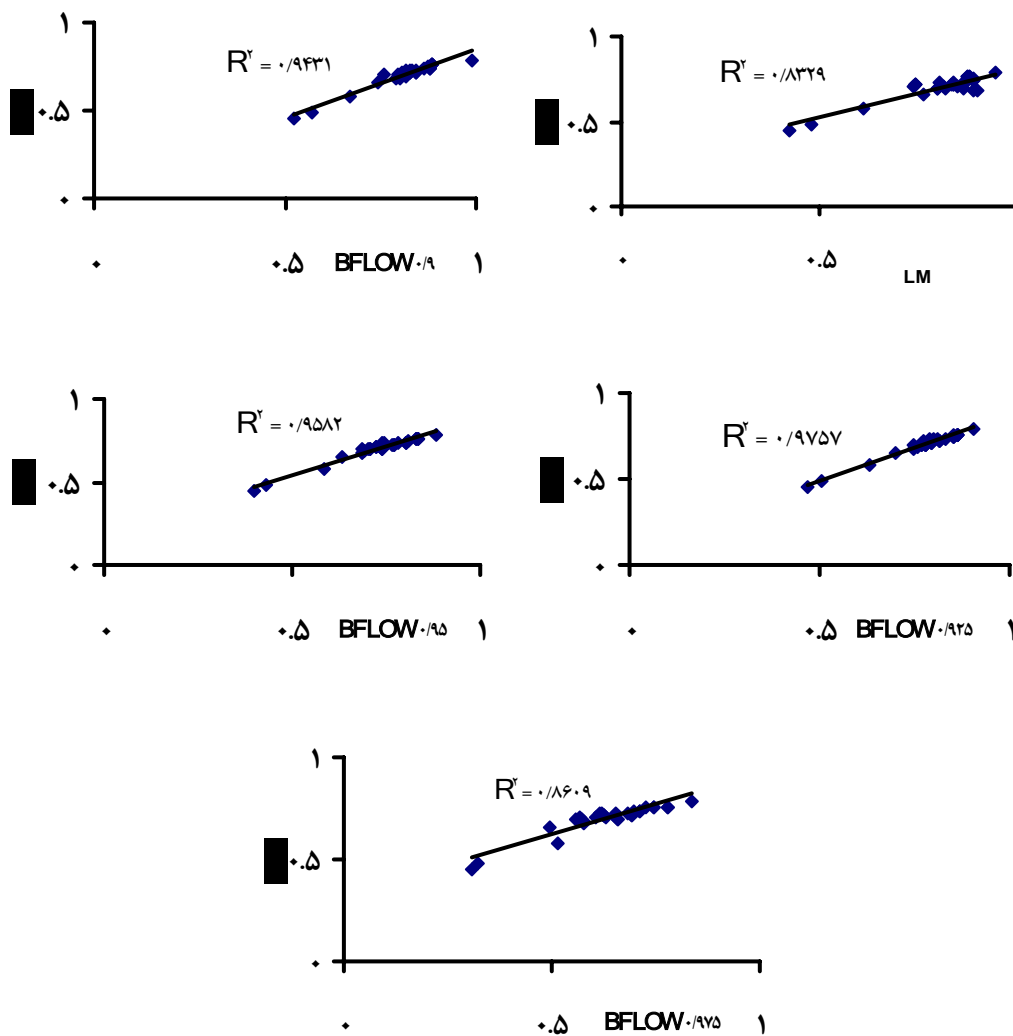 ۱
R۲ = ۰/۹۴۳۱
۰.۵
۰
۰ ۰.۵ BFLOW۰/۹ ۱
۱
R۲ = ۰/۸۳۲۹
۰.۵
۰
۰ ۰.۵
LM
۱
R۲ = ۰/۹۵۸۲
۰.۵
۰
۰ ۰.۵ BFLOW۰/۹۵ ۱
۱
R۲ = ۰/۹۷۵۷
۰.۵
۰
۰ ۰.۵ BFLOW۰/۹۲۵ ۱
۱
R۲ = ۰/۸۶۰۹
۰.۵
۰
۰ ۰.۵ BFLOW۰/۹۷۵ ۱